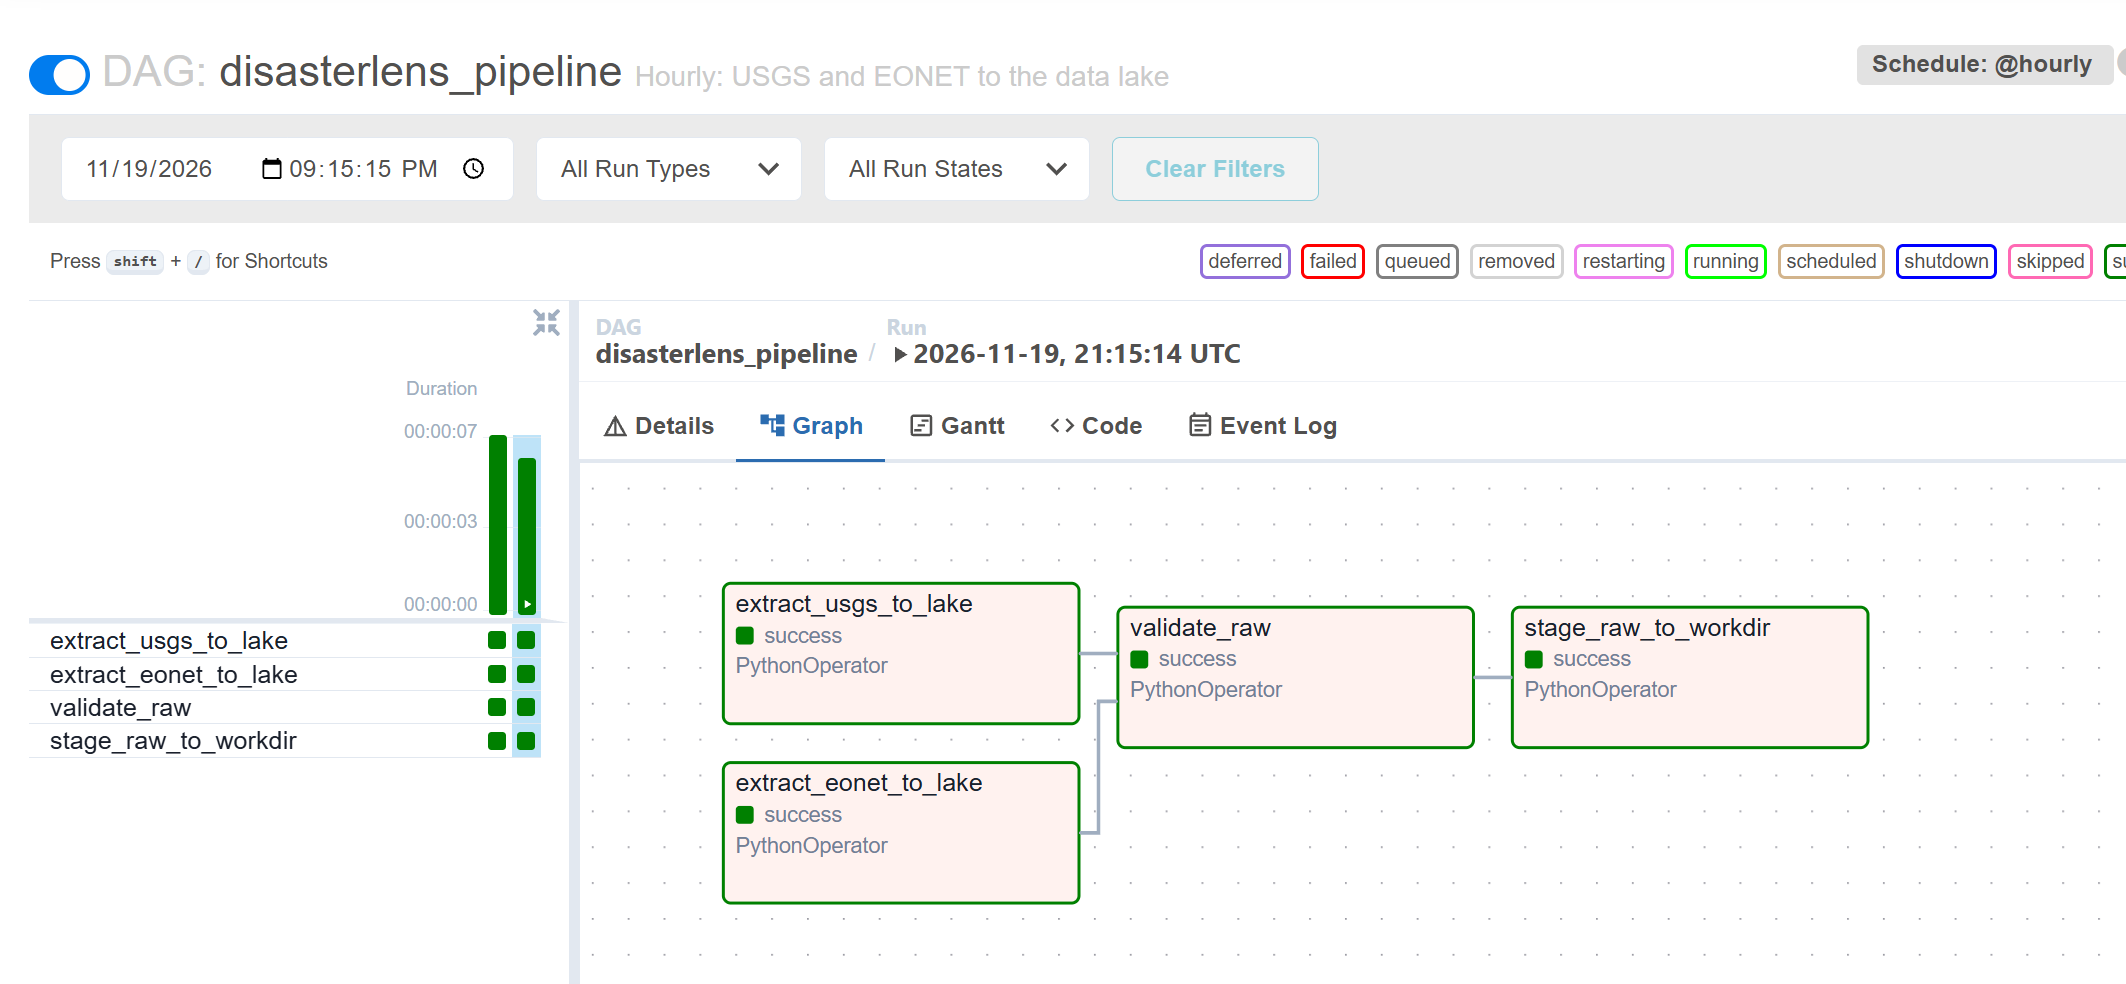 DAG: disasterlens_pipeline Hourly: USGS and EONET to the data lake
Schedule: @hourly
11/19/2026 09:15:15 PM
All Run Types
All Run States
Clear Filters
Press shift + / for Shortcuts
deferred failed queued removed restarting running scheduled shutdown skipped su
DAG
disasterlens_pipeline /
Run
2026-11-19, 21:15:14 UTC
Details Graph Gantt Code Event Log
Duration
00:00:07
00:00:03
00:00:00
extract_usgs_to_lake
extract_eonet_to_lake
validate_raw
stage_raw_to_workdir
extract_usgs_to_lake
success
PythonOperator
validate_raw
success
PythonOperator
stage_raw_to_workdir
success
PythonOperator
extract_eonet_to_lake
success
PythonOperator